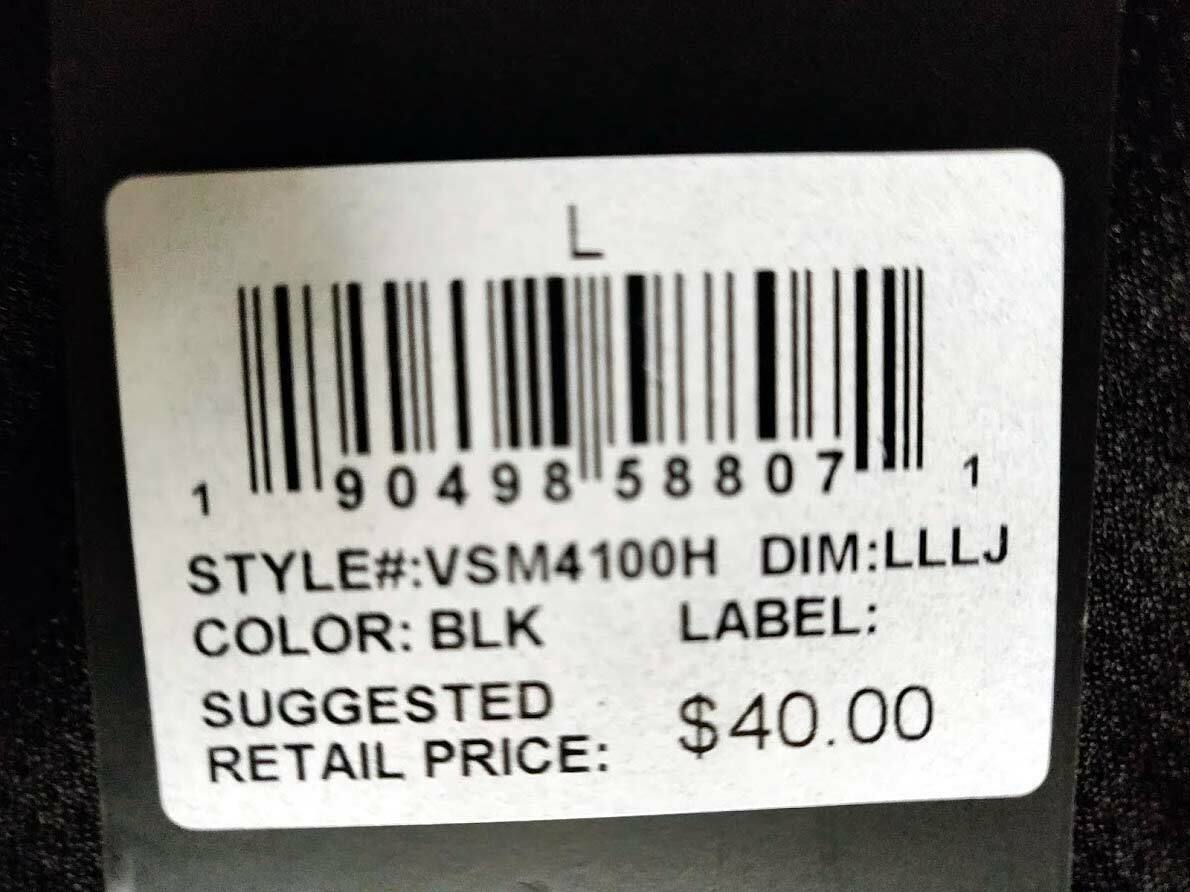 L
1 90498 58807 1
STYLE#:VSM4100H DIM:LLLJ
COLOR: BLK LABEL:
SUGGESTED
RETAIL PRICE: $40.00